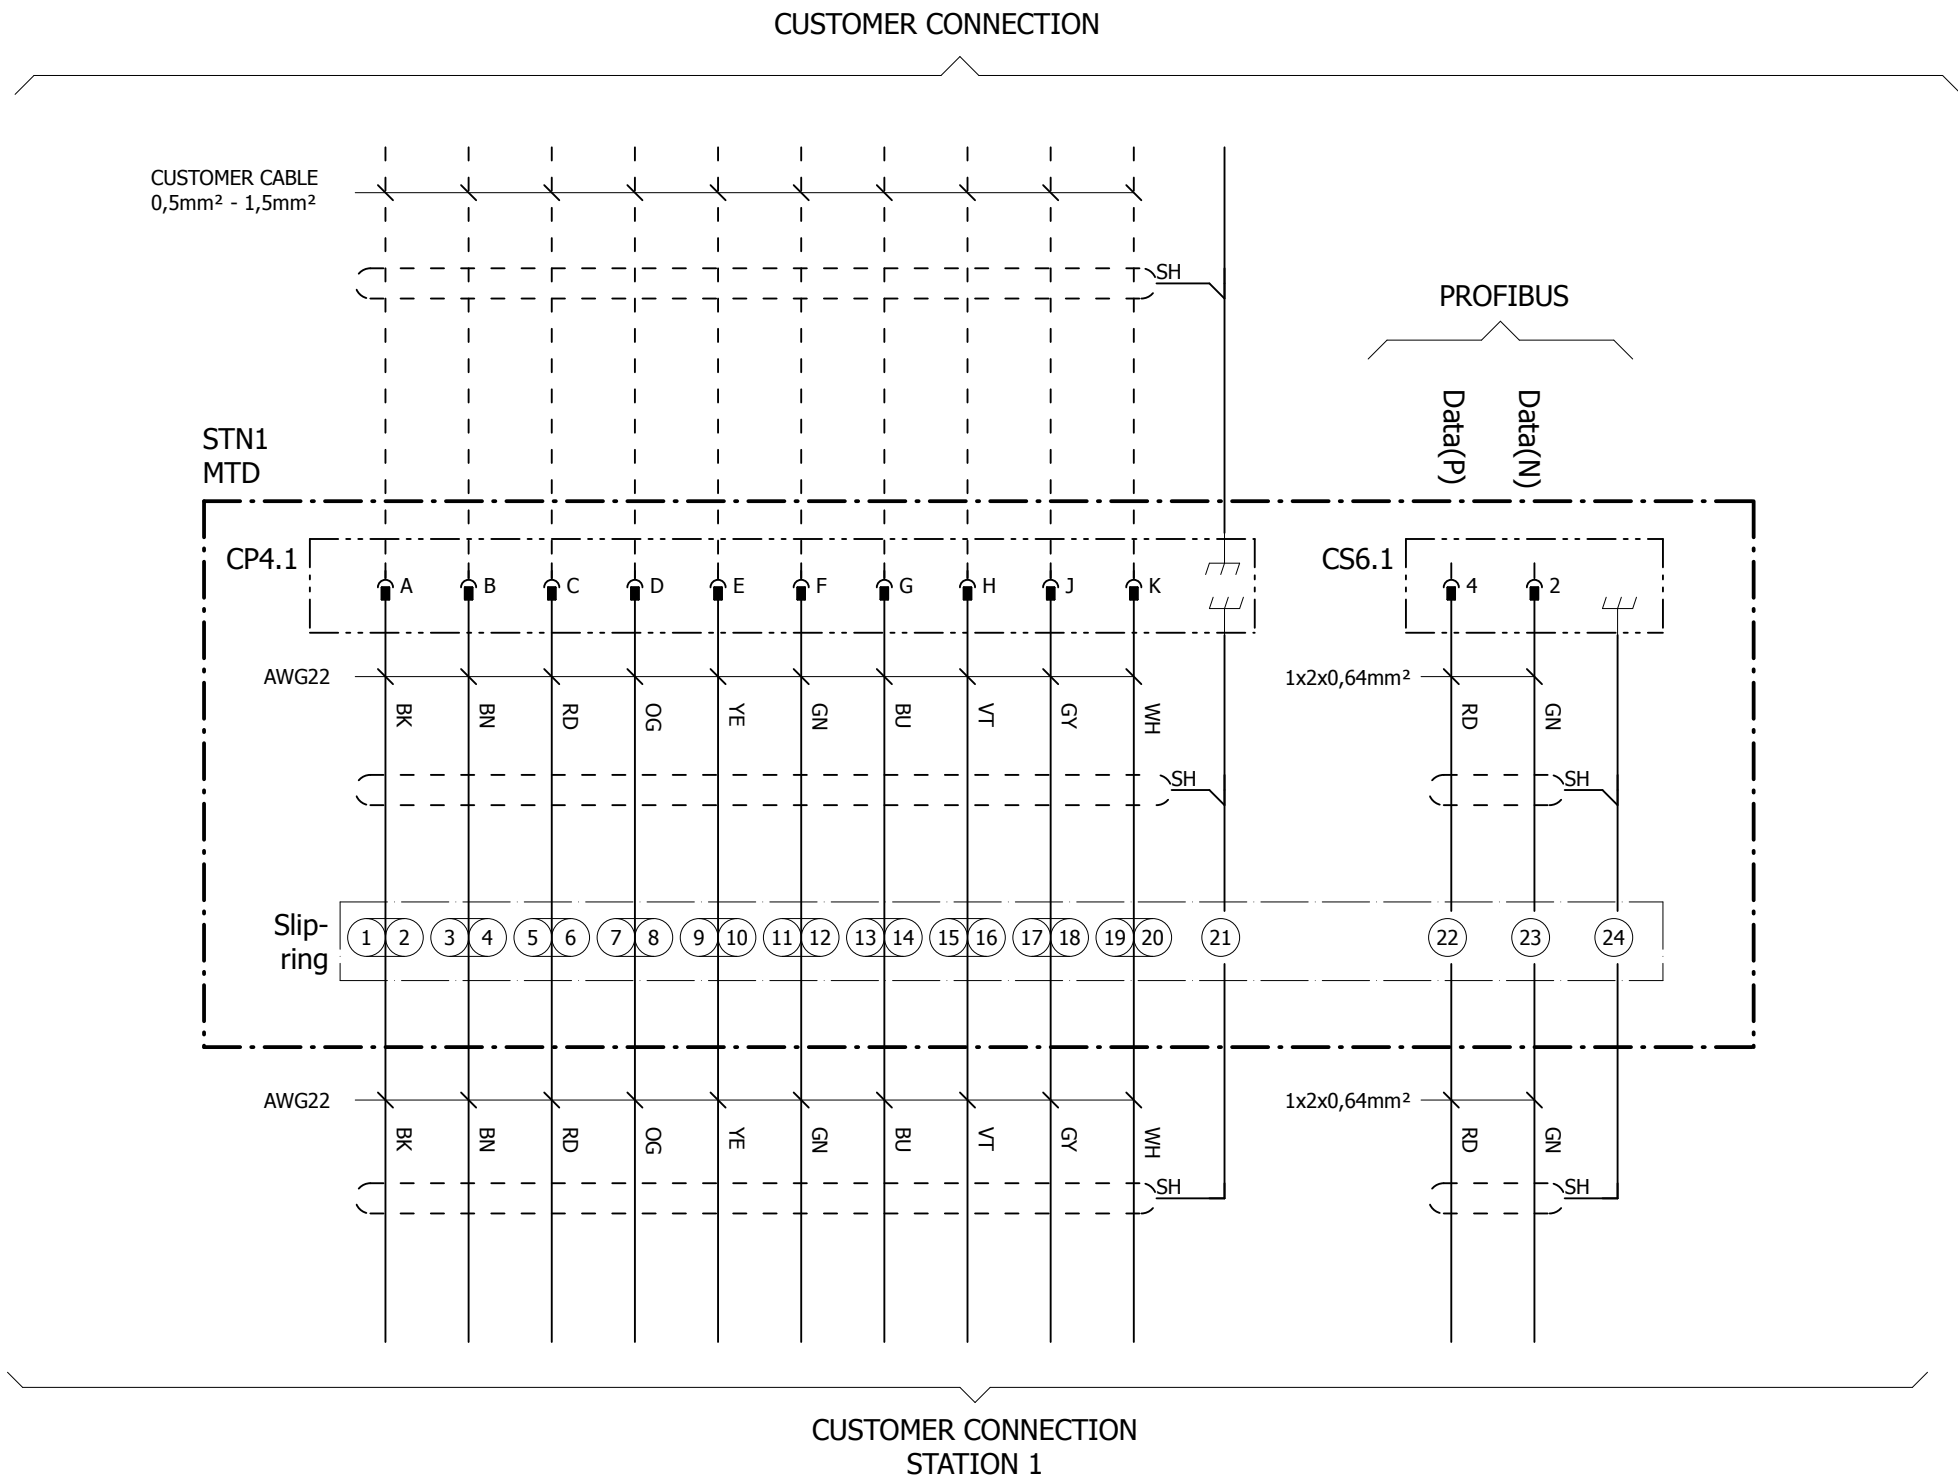 CUSTOMER CONNECTION
CUSTOMER CABLE
0,5mm² - 1,5mm²
SH
PROFIBUS
Data(P)
Data(N)
STN1
MTD
CP4.1
A B C D E F G H J K
CS6.1
4 2
AWG22
1x2x0,64mm²
BK BN RD OG YE GN BU VT GY WH
RD GN
SH
SH
Slip-
ring
1 2 3 4 5 6 7 8 9 10 11 12 13 14 15 16 17 18 19 20 21 22 23 24
AWG22
1x2x0,64mm²
BK BN RD OG YE GN BU VT GY WH
RD GN
SH
SH
CUSTOMER CONNECTION
STATION 1